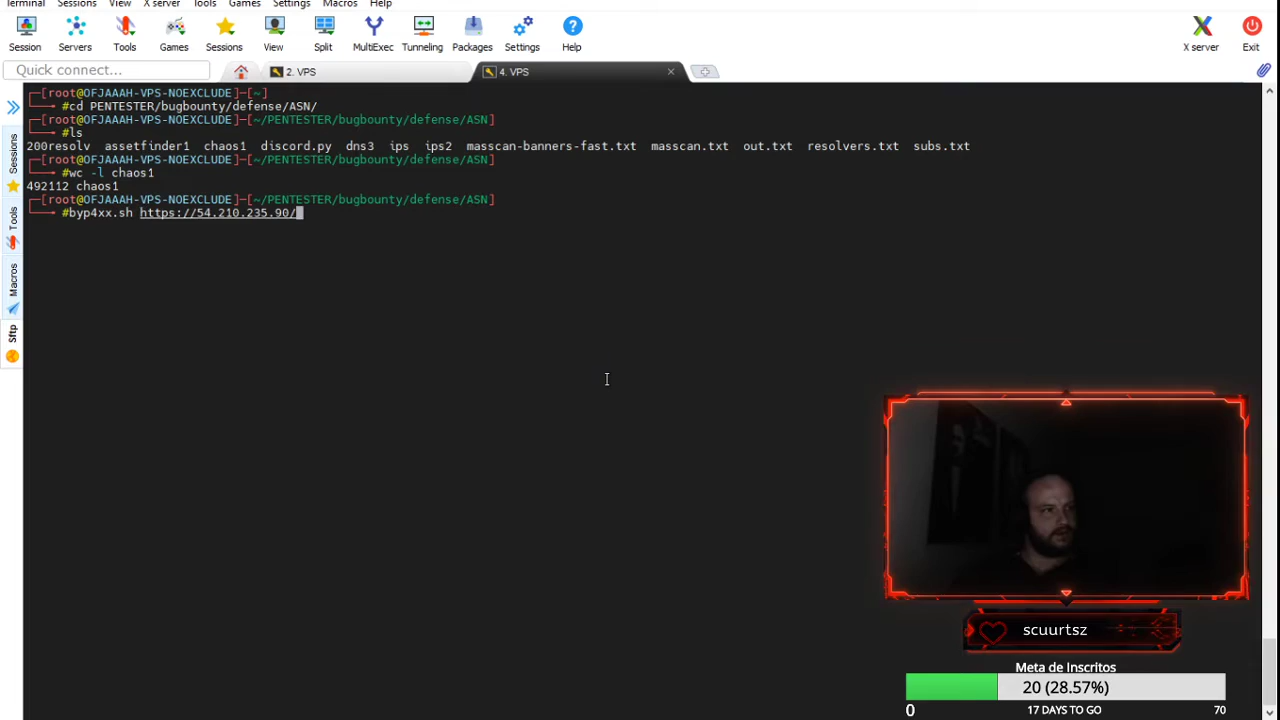 Terminal Sessions View X server Tools Games Settings Macros Help
Session Servers Tools Games Sessions View Split MultiExec Tunneling Packages Settings Help X server Exit
Quick connect... 2. VPS 4. VPS
Sessions
Tools
Macros
Sftp
[root@OFJAAAH-VPS-NOEXCLUDE]─[~]
#cd PENTESTER/bugbounty/defense/ASN/
[root@OFJAAAH-VPS-NOEXCLUDE]─[~/PENTESTER/bugbounty/defense/ASN]
#ls
200resolv assetfinder1 chaos1 discord.py dns3 ips ips2 masscan-banners-fast.txt masscan.txt out.txt resolvers.txt subs.txt
[root@OFJAAAH-VPS-NOEXCLUDE]─[~/PENTESTER/bugbounty/defense/ASN]
#wc -l chaos1
492112 chaos1
[root@OFJAAAH-VPS-NOEXCLUDE]─[~/PENTESTER/bugbounty/defense/ASN]
#byp4xx.sh https://54.210.235.90/
scuurtsz
Meta de Inscritos
20 (28.57%)
0 17 DAYS TO GO 70